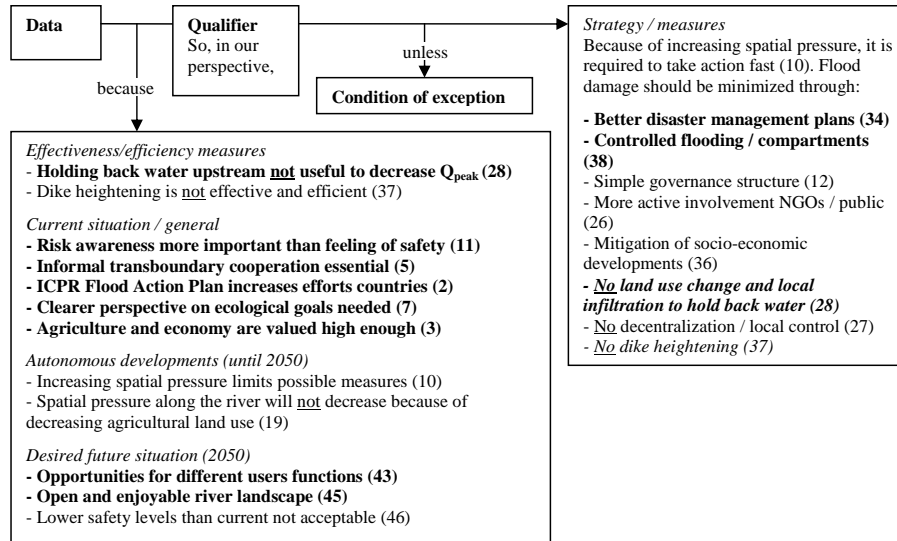 Data
Qualifier
So, in our
perspective,
unless
because
Condition of exception
Strategy / measures
Because of increasing spatial pressure, it is
required to take action fast (10). Flood
damage should be minimized through:
- Better disaster management plans (34)
- Controlled flooding / compartments
(38)
- Simple governance structure (12)
- More active involvement NGOs / public
(26)
- Mitigation of socio-economic
developments (36)
- No land use change and local
infiltration to hold back water (28)
- No decentralization / local control (27)
- No dike heightening (37)
Effectiveness/efficiency measures
- Holding back water upstream not useful to decrease Qpeak (28)
- Dike heightening is not effective and efficient (37)
Current situation / general
- Risk awareness more important than feeling of safety (11)
- Informal transboundary cooperation essential (5)
- ICPR Flood Action Plan increases efforts countries (2)
- Clearer perspective on ecological goals needed (7)
- Agriculture and economy are valued high enough (3)
Autonomous developments (until 2050)
- Increasing spatial pressure limits possible measures (10)
- Spatial pressure along the river will not decrease because of
decreasing agricultural land use (19)
Desired future situation (2050)
- Opportunities for different users functions (43)
- Open and enjoyable river landscape (45)
- Lower safety levels than current not acceptable (46)